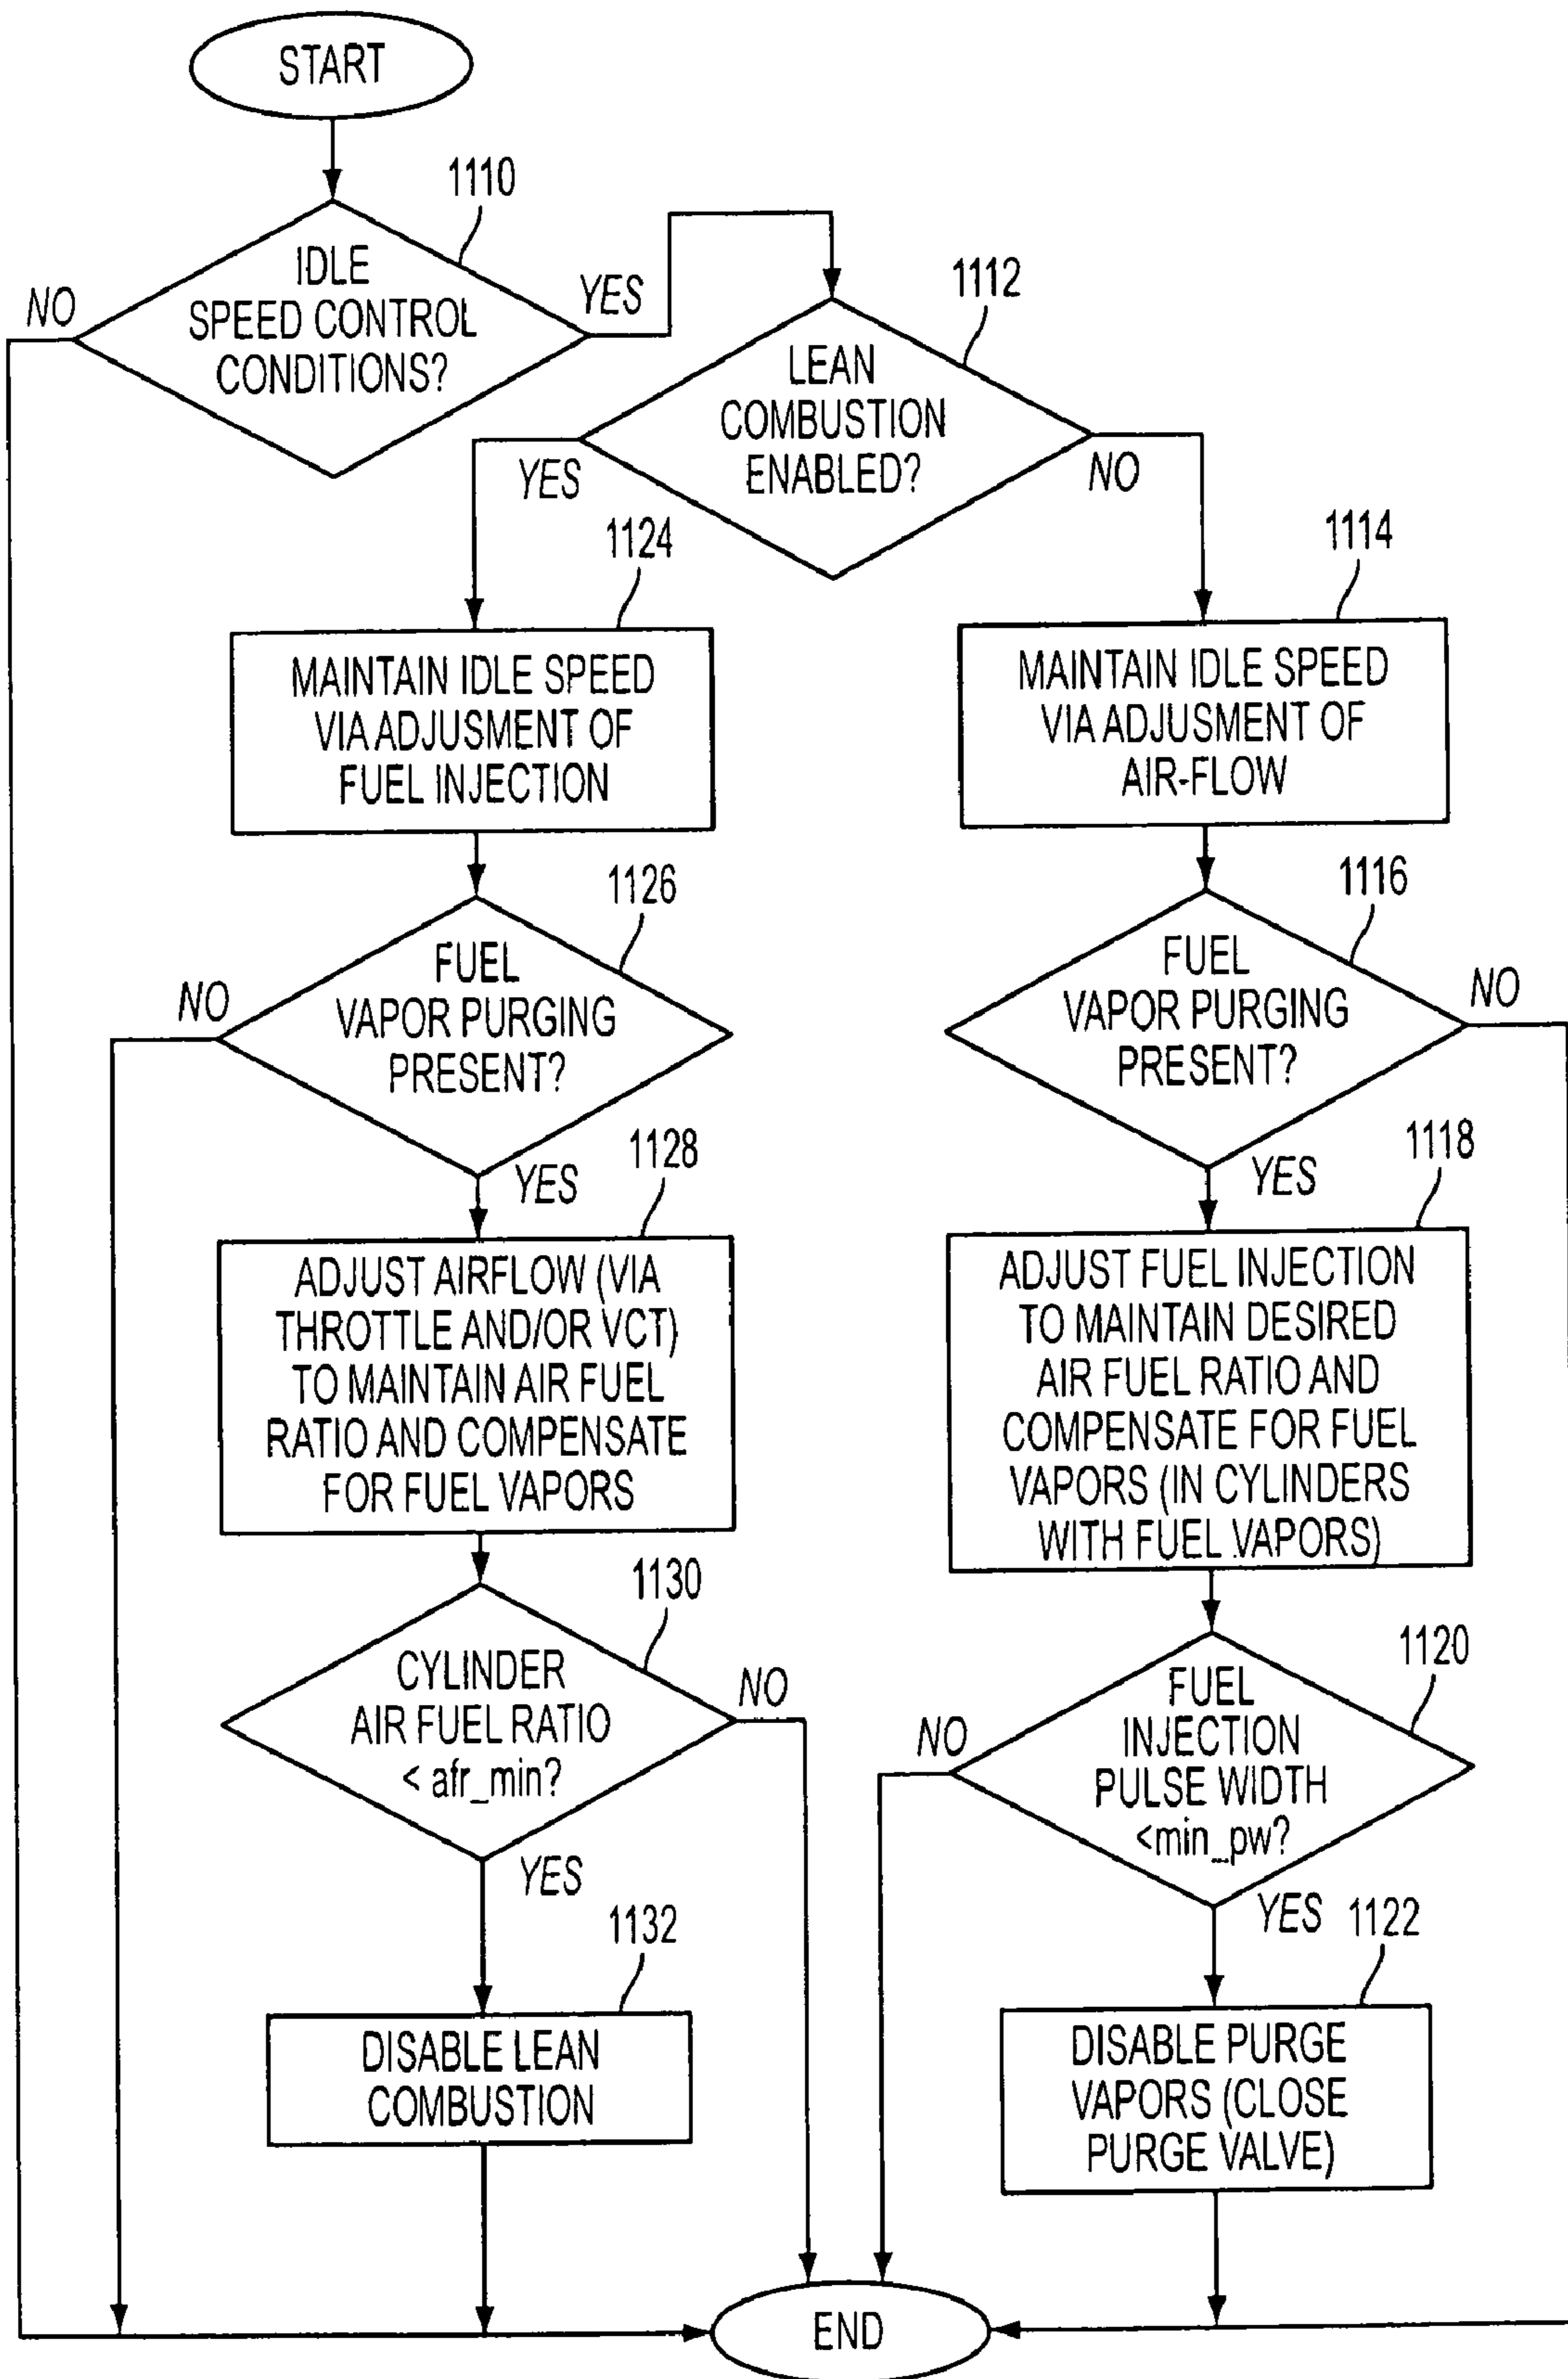 START
1110
IDLE
SPEED CONTROL
CONDITIONS?
NO
YES
1112
LEAN
COMBUSTION
ENABLED?
YES
NO
1124
MAINTAIN IDLE SPEED
VIA ADJUSMENT OF
FUEL INJECTION
1114
MAINTAIN IDLE SPEED
VIA ADJUSMENT OF
AIR-FLOW
1126
FUEL
VAPOR PURGING
PRESENT?
NO
YES
1116
FUEL
VAPOR PURGING
PRESENT?
NO
YES
1128
ADJUST AIRFLOW (VIA
THROTTLE AND/OR VCT)
TO MAINTAIN AIR FUEL
RATIO AND COMPENSATE
FOR FUEL VAPORS
1118
ADJUST FUEL INJECTION
TO MAINTAIN DESIRED
AIR FUEL RATIO AND
COMPENSATE FOR FUEL
VAPORS (IN CYLINDERS
WITH FUEL VAPORS)
1130
CYLINDER
AIR FUEL RATIO
< afr_min?
NO
YES
1120
FUEL
INJECTION
PULSE WIDTH
<min_pw?
NO
YES
1132
DISABLE LEAN
COMBUSTION
1122
DISABLE PURGE
VAPORS (CLOSE
PURGE VALVE)
END